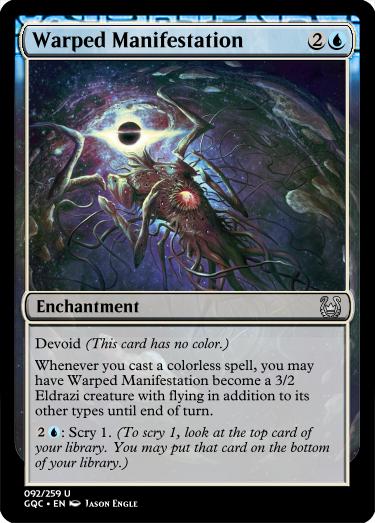 Warped Manifestation 2
Enchantment
Devoid (This card has no color.)
Whenever you cast a colorless spell, you may
have Warped Manifestation become a 3/2
Eldrazi creature with flying in addition to its
other types until end of turn.
2 : Scry 1. (To scry 1, look at the top card of
your library. You may put that card on the bottom
of your library.)
092/259 U
GQC • EN Jason Engle